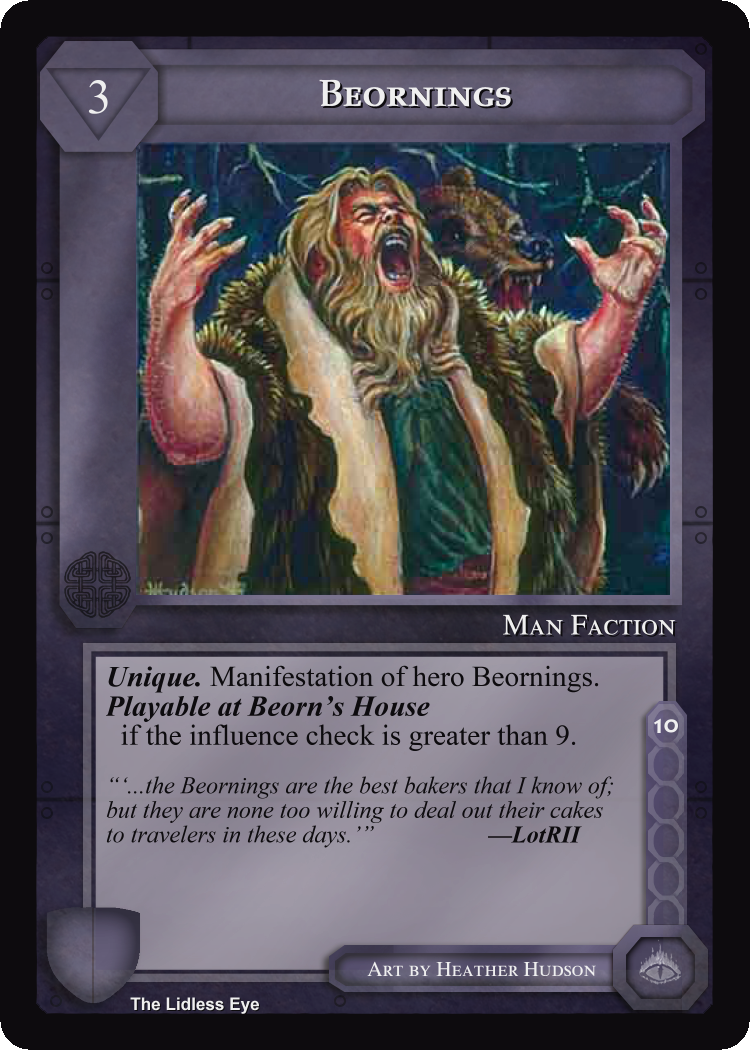 3
Beornings
Man Faction
Unique. Manifestation of hero Beornings.
Playable at Beorn's House
if the influence check is greater than 9.
10
“‘...the Beornings are the best bakers that I know of;
but they are none too willing to deal out their cakes
to travelers in these days.’” —LotRII
Art by Heather Hudson
The Lidless Eye